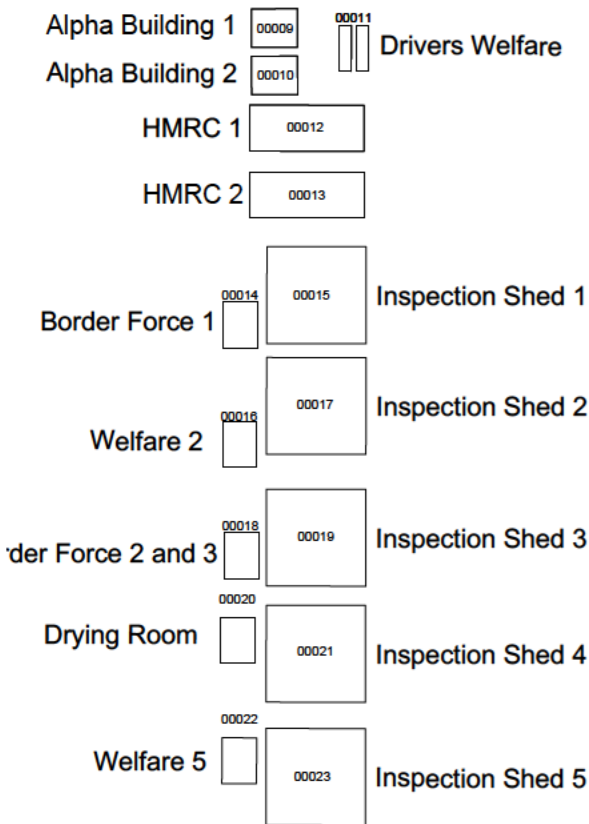 Alpha Building 1 00009 00011 Drivers Welfare
Alpha Building 2 00010
HMRC 1 00012
HMRC 2 00013
00014 00015 Inspection Shed 1
Border Force 1
00017 Inspection Shed 2
00016
Welfare 2
00018 00019 Inspection Shed 3
rder Force 2 and 3
00020
Drying Room 00021 Inspection Shed 4
00022
Welfare 5 00023 Inspection Shed 5